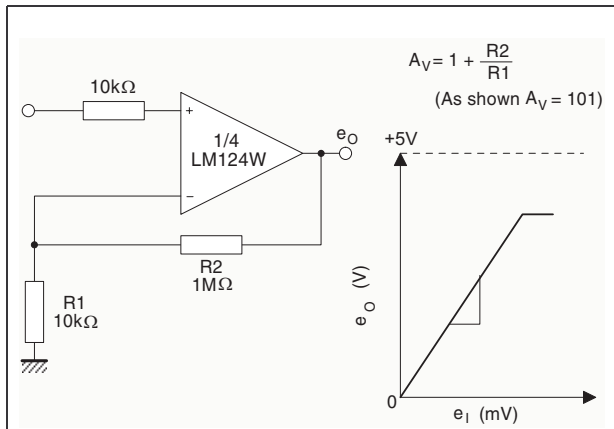 A_V = 1 + R2/R1
(As shown A_V = 101)
10kΩ
+
1/4
LM124W
e_O
−
R2
1MΩ
R1
10kΩ
+5V
e_O (V)
0
e_I (mV)